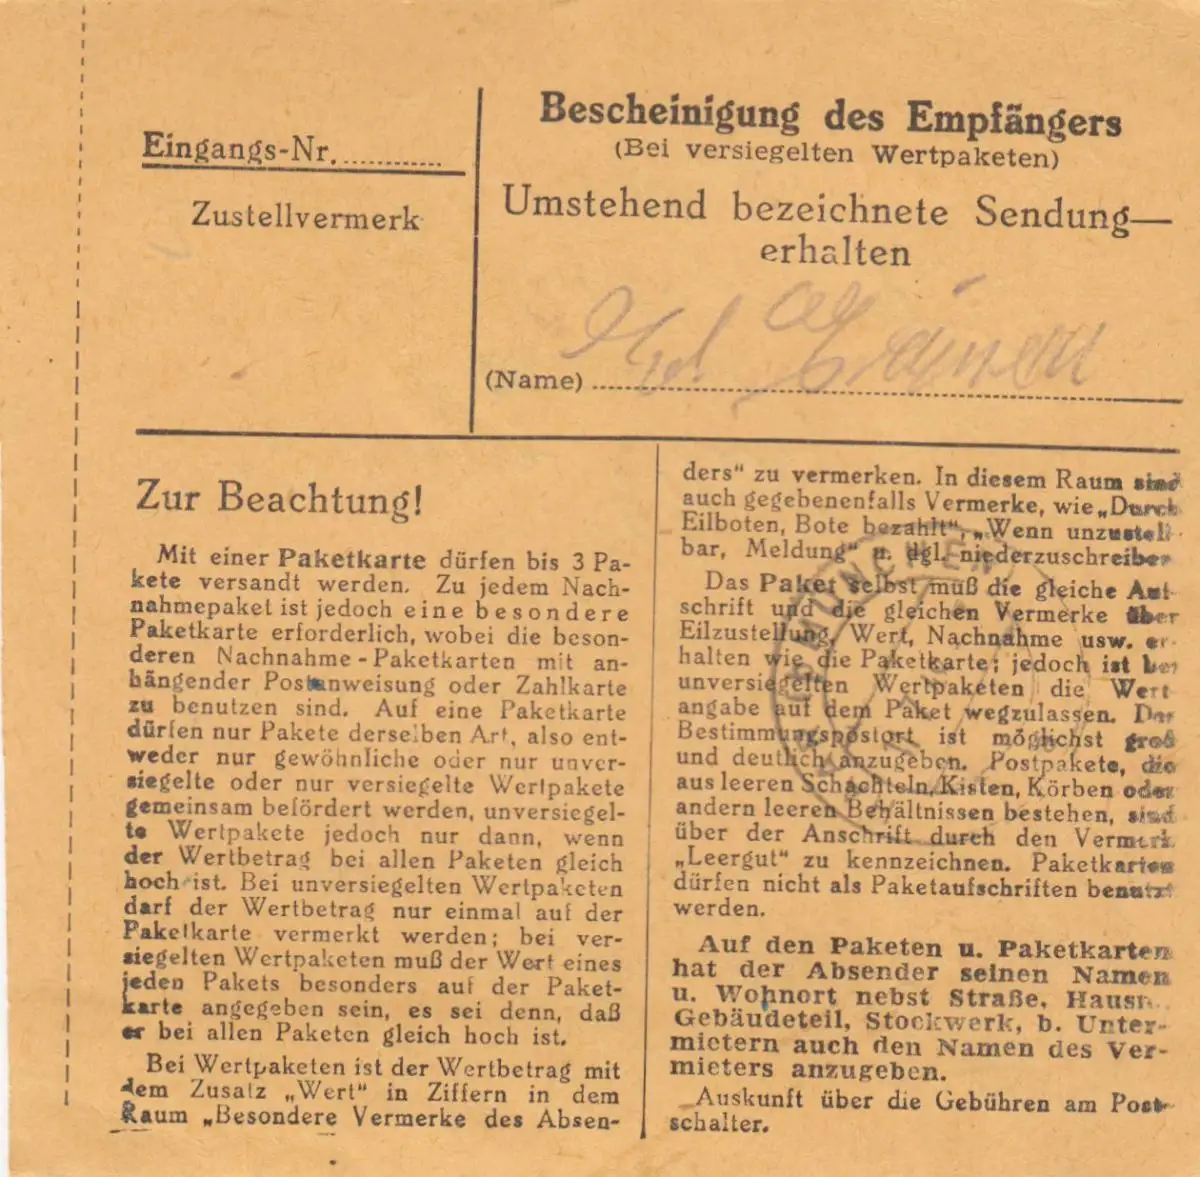 Eingangs-Nr. ............
Zustellvermerk
Bescheinigung des Empfängers
(Bei versiegelten Wertpaketen)
Umstehend bezeichnete Sendung—
erhalten
(Name) ............
Zur Beachtung!
Mit einer Paketkarte dürfen bis 3 Pa-
kete versandt werden. Zu jedem Nach-
nahmepaket ist jedoch eine besondere
Paketkarte erforderlich, wobei die beson-
deren Nachnahme-Paketkarten mit an-
hängender Postanweisung oder Zahlkarte
zu benutzen sind. Auf eine Paketkarte
dürfen nur Pakete derselben Art, also ent-
weder nur gewöhnliche oder nur unver-
siegelte oder nur versiegelte Wertpakete
gemeinsam befördert werden, unversiegel-
te Wertpakete jedoch nur dann, wenn
der Wertbetrag bei allen Paketen gleich
hoch ist. Bei unversiegelten Wertpaketen
darf der Wertbetrag nur einmal auf der
Paketkarte vermerkt werden; bei ver-
siegelten Wertpaketen muß der Wert eines
jeden Pakets besonders auf der Paket-
karte angegeben sein, es sei denn, daß
er bei allen Paketen gleich hoch ist.
Bei Wertpaketen ist der Wertbetrag mit
dem Zusatz „Wert“ in Ziffern in dem
Raum „Besondere Vermerke des Absen-
ders“ zu vermerken. In diesem Raum sind
auch gegebenenfalls Vermerke, wie „Durch
Eilboten, Bote bezahlt“, „Wenn unzustell-
bar, Meldung“ u. dgl. niederzuschreiben
Das Paket selbst muß die gleiche Auf-
schrift und die gleichen Vermerke über
Eilzustellung, Wert, Nachnahme usw. er-
halten wie die Paketkarte; jedoch ist bei
unversiegelten Wertpaketen die Wert
angabe auf dem Paket wegzulassen. Der
Bestimmungspostort ist möglichst groß
und deutlich anzugeben. Postpakete, die
aus leeren Schachteln, Kisten, Körben oder
andern leeren Behältnissen bestehen, sind
über der Anschrift durch den Vermerk
„Leergut“ zu kennzeichnen. Paketkarten
dürfen nicht als Paketaufschriften benutzt
werden.
Auf den Paketen u. Paketkarten
hat der Absender seinen Namen
u. Wohnort nebst Straße, Hausn.
Gebäudeteil, Stockwerk, b. Unter-
mietern auch den Namen des Ver-
mieters anzugeben.
Auskunft über die Gebühren am Post-
schalter.